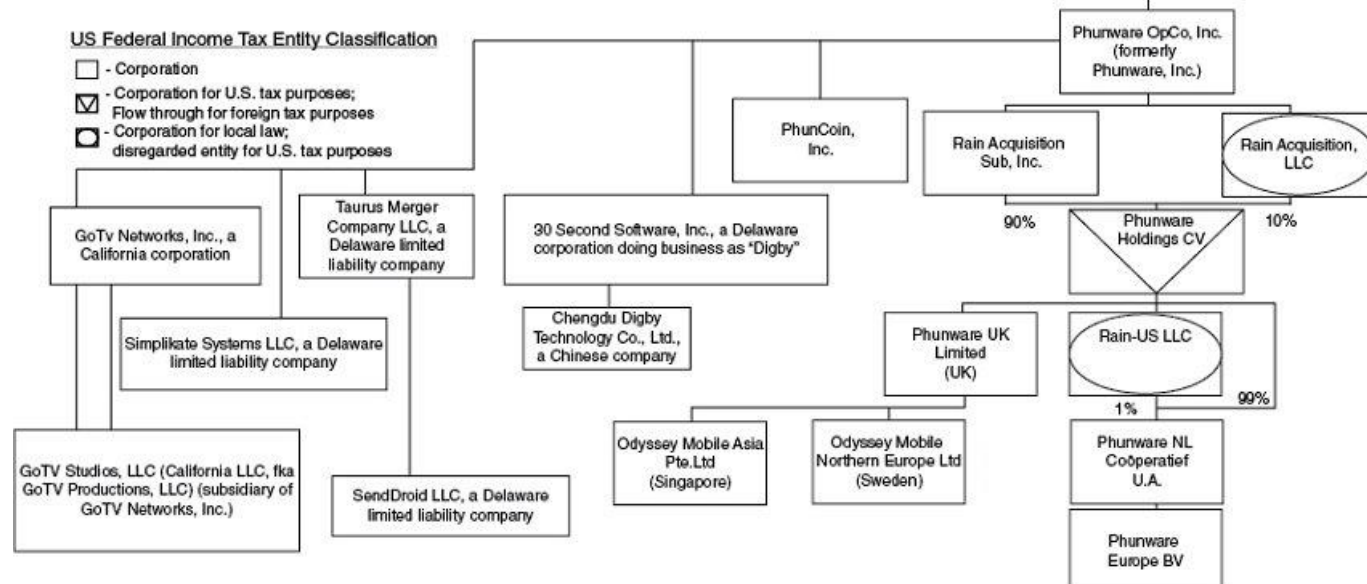 US Federal Income Tax Entity Classification
- Corporation
- Corporation for U.S. tax purposes;
Flow through for foreign tax purposes
- Corporation for local law;
disregarded entity for U.S. tax purposes
Phunware OpCo, Inc.
(formerly
Phunware, Inc.)
PhunCoin,
Inc.
Rain Acquisition
Sub, Inc.
Rain Acquisition,
LLC
GoTv Networks, Inc., a
California corporation
Taurus Merger
Company LLC, a
Delaware limited
liability company
30 Second Software, Inc., a Delaware
corporation doing business as “Digby”
90%
Phunware
Holdings CV
10%
Simplikate Systems LLC, a Delaware
limited liability company
Chengdu Digby
Technology Co., Ltd.,
a Chinese company
Phunware UK
Limited
(UK)
Rain-US LLC
1%
99%
GoTV Studios, LLC (California LLC, fka
GoTV Productions, LLC) (subsidiary of
GoTV Networks, Inc.)
SendDroid LLC, a Delaware
limited liability company
Odyssey Mobile Asia
Pte.Ltd
(Singapore)
Odyssey Mobile
Northern Europe Ltd
(Sweden)
Phunware NL
Coöperatief
U.A.
Phunware
Europe BV